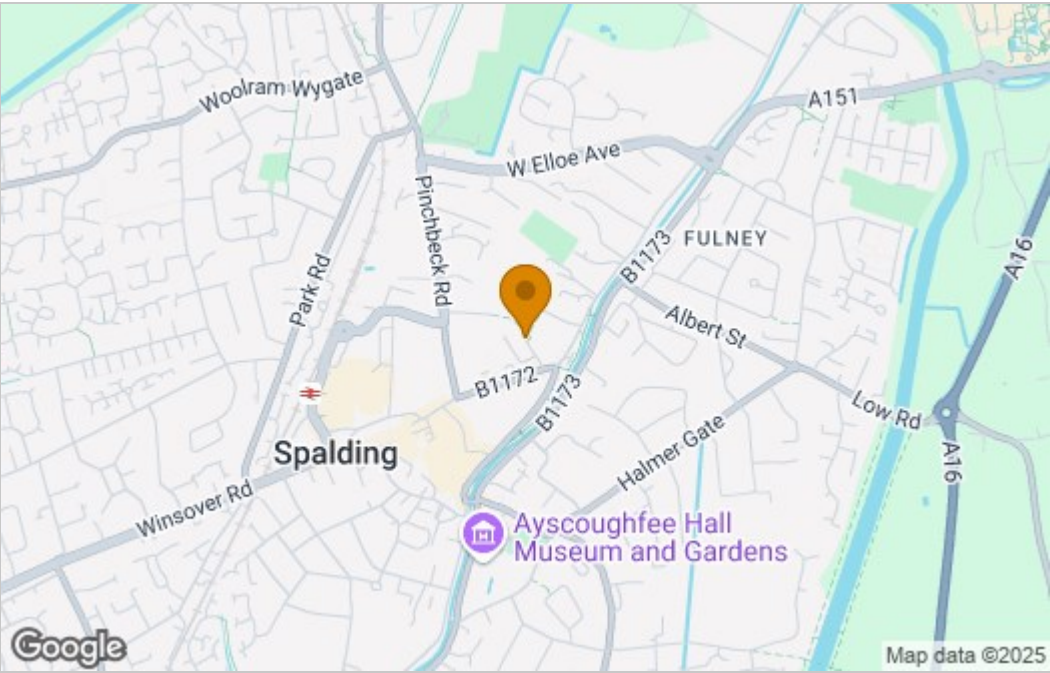 Woolram Wygate
A151
W Elloe Ave
Pinchbeck Rd
B1173
FULNEY
A16
Park Rd
Albert St
B1172
B1173
Low Rd
Halmer Gate
A16
Spalding
Winsover Rd
Ayscoughfee Hall
Museum and Gardens
Google
Map data ©2025